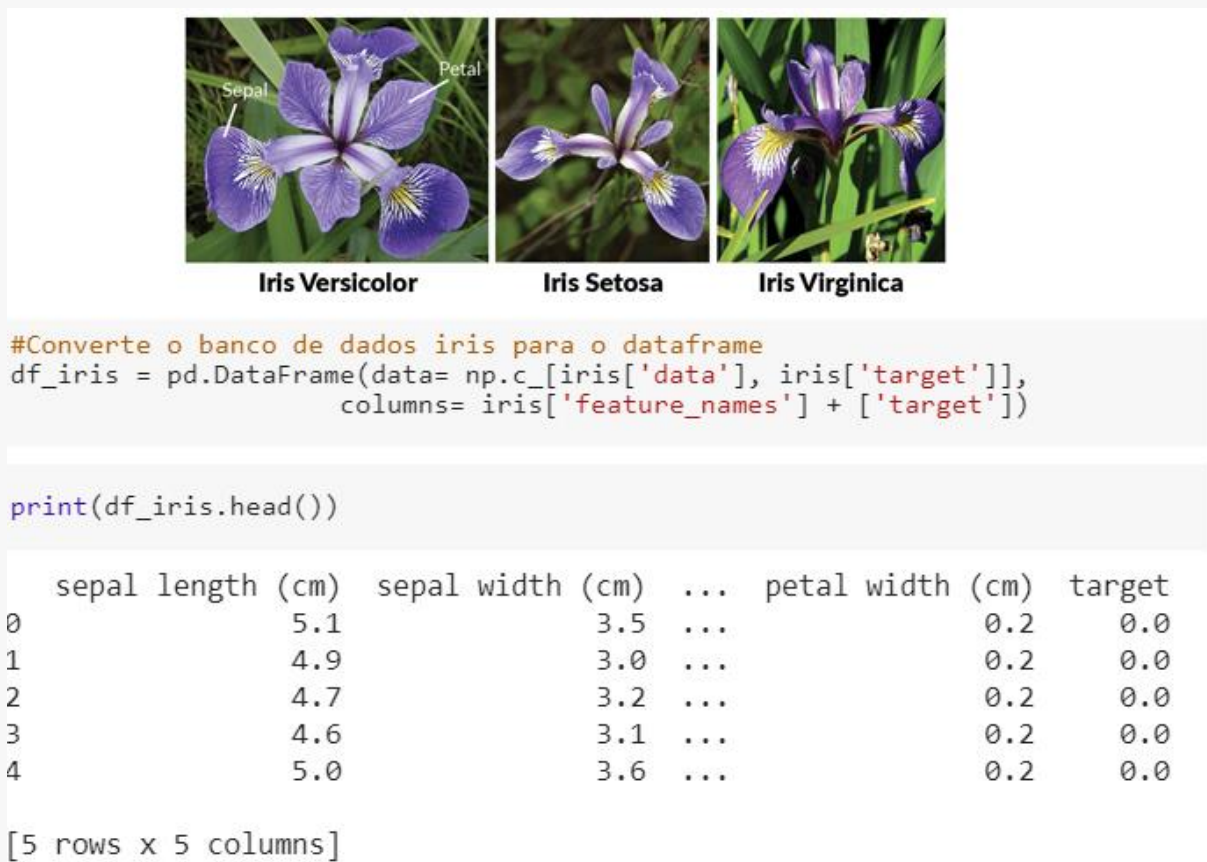 Sepal
Petal
Iris Versicolor Iris Setosa Iris Virginica
#Converte o banco de dados iris para o dataframe
df_iris = pd.DataFrame(data= np.c_[iris['data'], iris['target']],
columns= iris['feature_names'] + ['target'])
print(df_iris.head())
sepal length (cm) sepal width (cm) ... petal width (cm) target
0 5.1 3.5 ... 0.2 0.0
1 4.9 3.0 ... 0.2 0.0
2 4.7 3.2 ... 0.2 0.0
3 4.6 3.1 ... 0.2 0.0
4 5.0 3.6 ... 0.2 0.0
[5 rows x 5 columns]